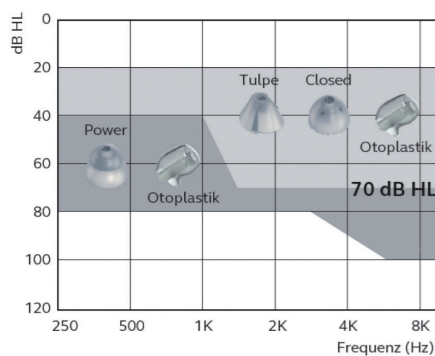 dB HL
0
20
40
60
80
100
120
Tulpe Closed
Power
Otoplastik
Otoplastik
70 dB HL
250 500 1K 2K 4K 8K
Frequenz (Hz)